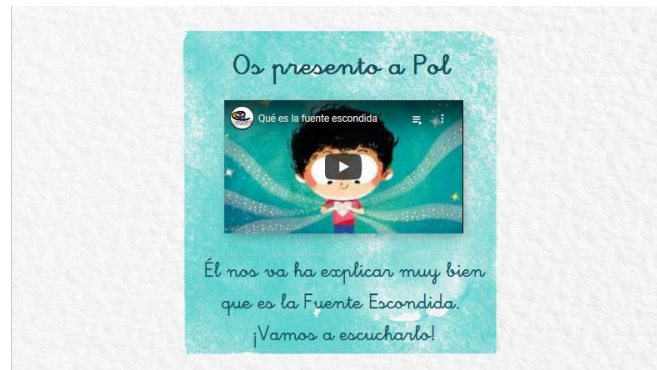 Os presento a Pol
Qué es la fuente escondida
Él nos va ha explicar muy bien
que es la Fuente Escondida.
¡Vamos a escucharlo!